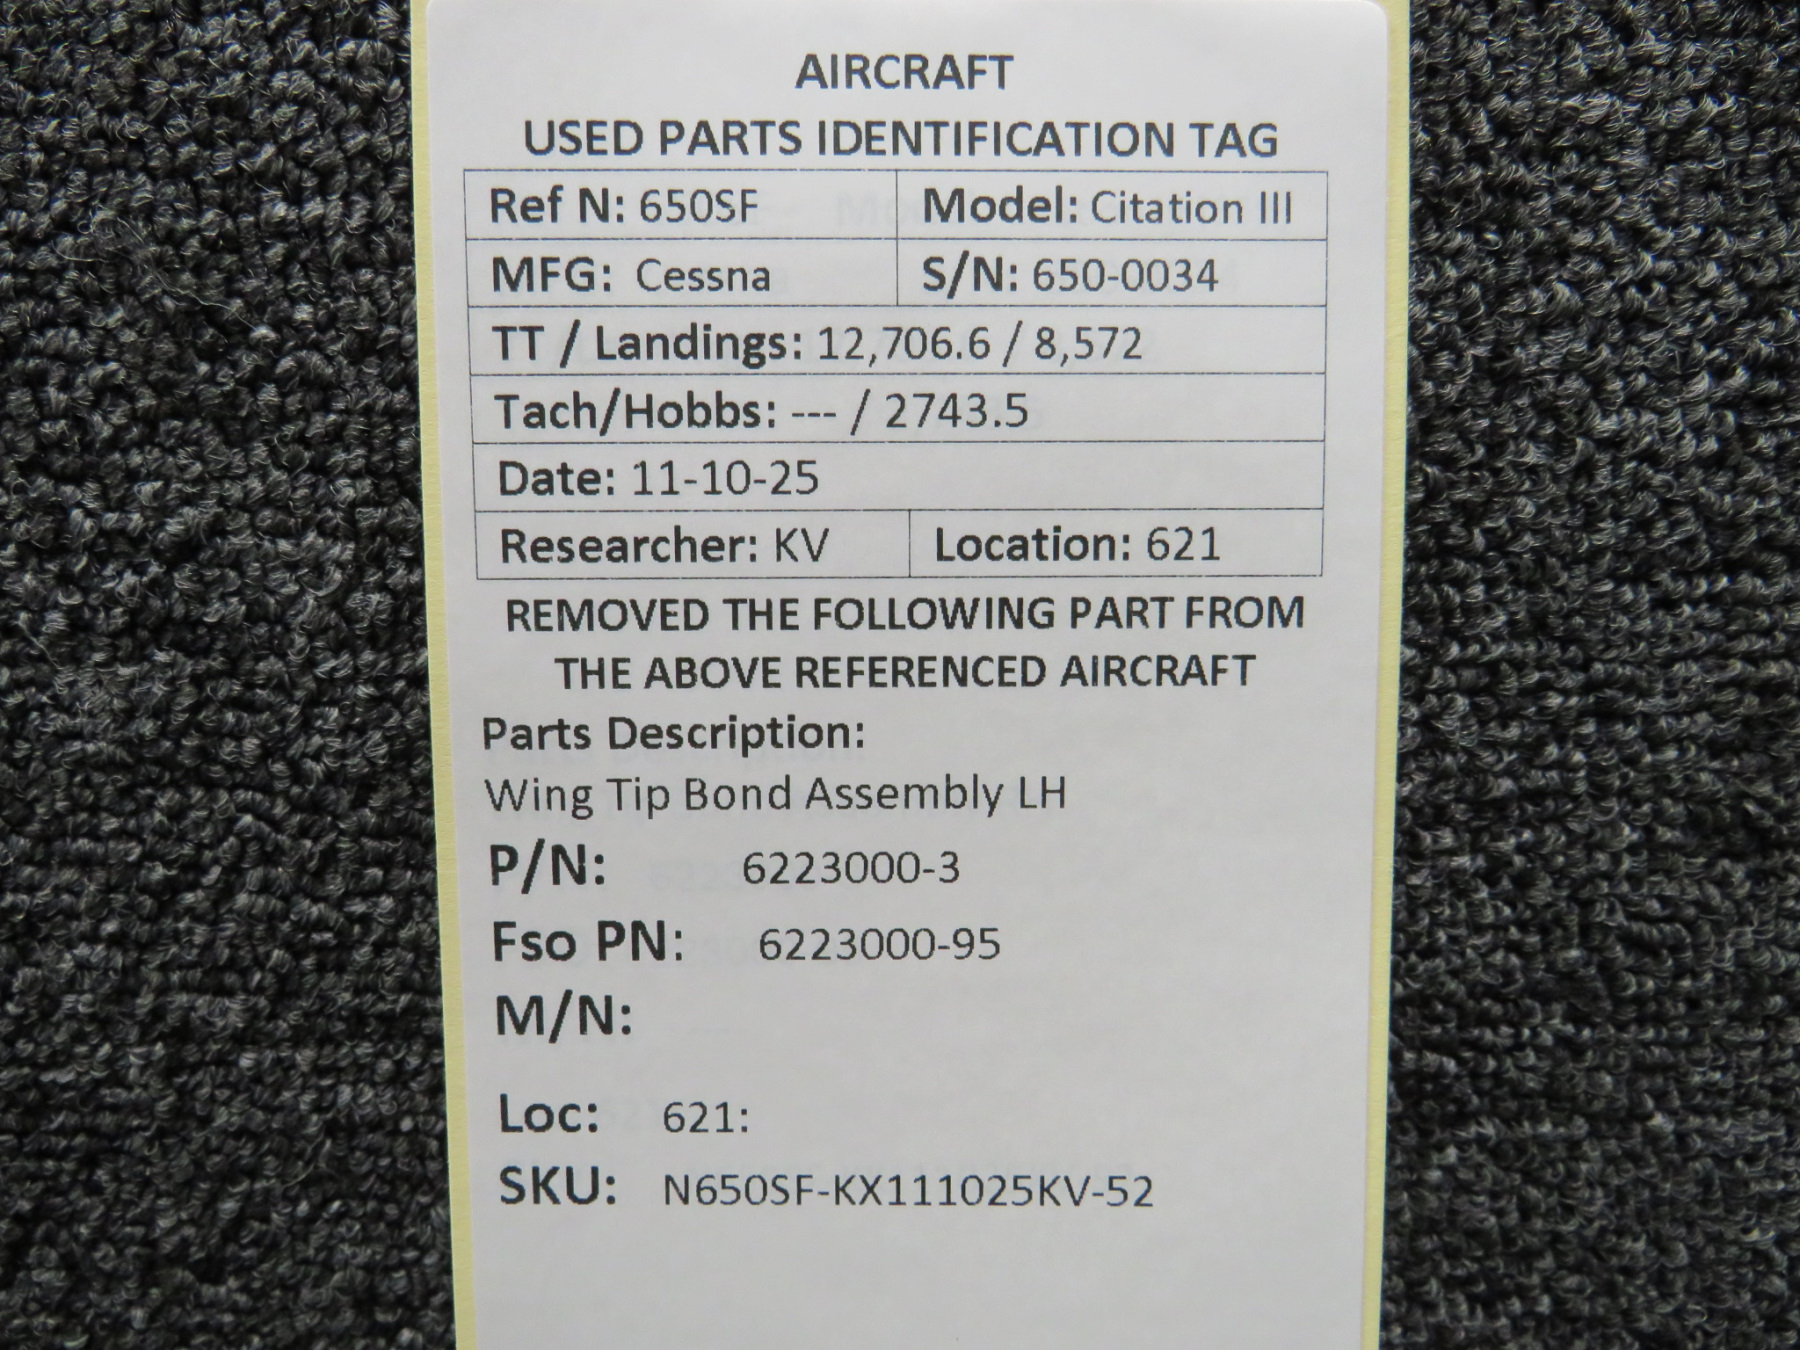 AIRCRAFT
USED PARTS IDENTIFICATION TAG
Ref N: 650SF Model: Citation III
MFG: Cessna S/N: 650-0034
TT / Landings: 12,706.6 / 8,572
Tach/Hobbs: --- / 2743.5
Date: 11-10-25
Researcher: KV Location: 621
REMOVED THE FOLLOWING PART FROM
THE ABOVE REFERENCED AIRCRAFT
Parts Description:
Wing Tip Bond Assembly LH
P/N: 6223000-3
Fso PN: 6223000-95
M/N:
Loc: 621:
SKU: N650SF-KX111025KV-52